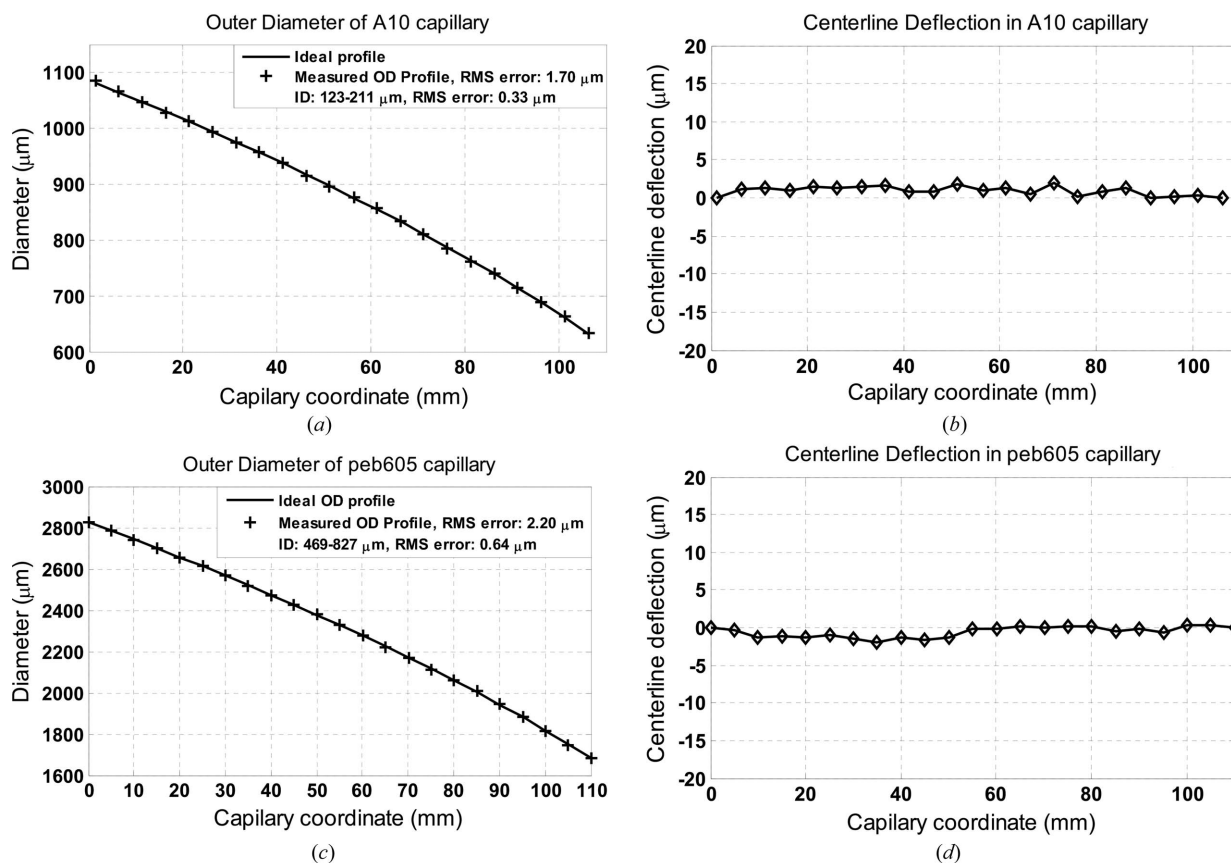 Outer Diameter of A10 capillary
Ideal profile
Measured OD Profile, RMS error: 1.70 μm
ID: 123-211 μm, RMS error: 0.33 μm
1100
1000
900
800
700
600
Diameter (μm)
0 20 40 60 80 100
Capilary coordinate (mm)
(a)
Centerline Deflection in A10 capillary
20
15
10
5
0
-5
-10
-15
-20
Centerline deflection (μm)
0 20 40 60 80 100
Capilary coordinate (mm)
(b)
Outer Diameter of peb605 capillary
Ideal OD profile
Measured OD Profile, RMS error: 2.20 μm
ID: 469-827 μm, RMS error: 0.64 μm
3000
2800
2600
2400
2200
2000
1800
1600
Diameter (μm)
0 10 20 30 40 50 60 70 80 90 100 110
Capilary coordinate (mm)
(c)
Centerline Deflection in peb605 capillary
20
15
10
5
0
-5
-10
-15
-20
Centerline deflection (μm)
0 20 40 60 80 100
Capilary coordinate (mm)
(d)